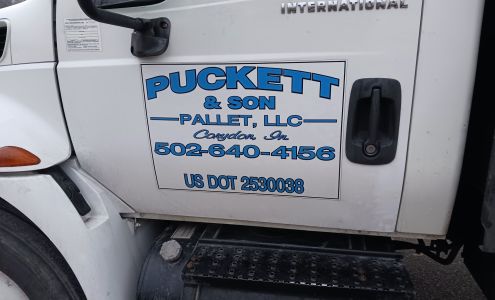 INTERNATIONAL
PUCKETT
& SON
PALLET, LLC
Corydon In
502-640-4156
US DOT 2530038